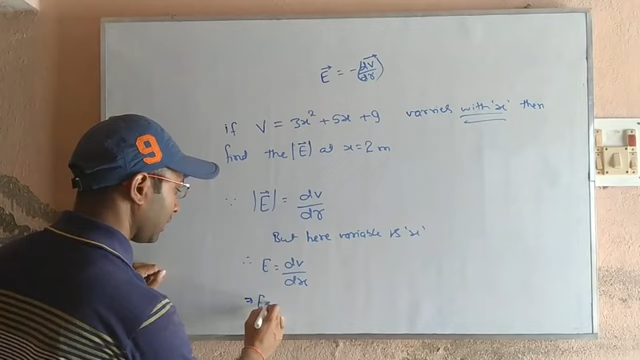 9
E⃗ = -(dv/dr)
if V = 3x² + 5x + 9 varries with 'x' then
find the |E⃗| at x = 2 m
∵ |E⃗| = dv/dr
But here variable is 'x'
∴ E = dv/dx
⇒ E =